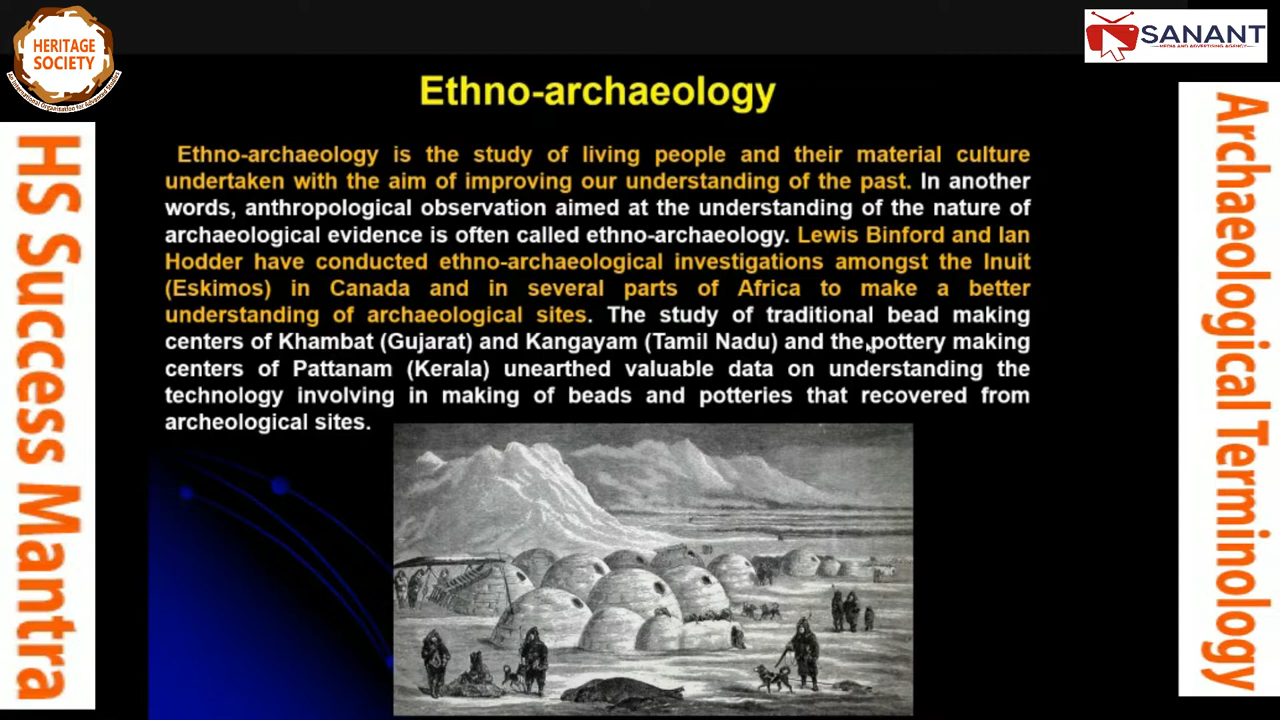 HERITAGE
SOCIETY
SANANT
MEDIA AND ADVERTISING AGENCY
Ethno-archaeology
Ethno-archaeology is the study of living people and their material culture
undertaken with the aim of improving our understanding of the past. In another
words, anthropological observation aimed at the understanding of the nature of
archaeological evidence is often called ethno-archaeology. Lewis Binford and Ian
Hodder have conducted ethno-archaeological investigations amongst the Inuit
(Eskimos) in Canada and in several parts of Africa to make a better
understanding of archaeological sites. The study of traditional bead making
centers of Khambat (Gujarat) and Kangayam (Tamil Nadu) and the pottery making
centers of Pattanam (Kerala) unearthed valuable data on understanding the
technology involving in making of beads and potteries that recovered from
archeological sites.
HS Success Mantra
Archaeological Terminology